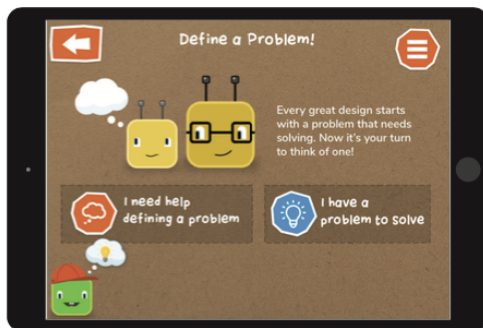 Define a Problem!
Every great design starts
with a problem that needs
solving. Now it's your turn
to think of one!
I need help
defining a problem
I have a
problem to solve